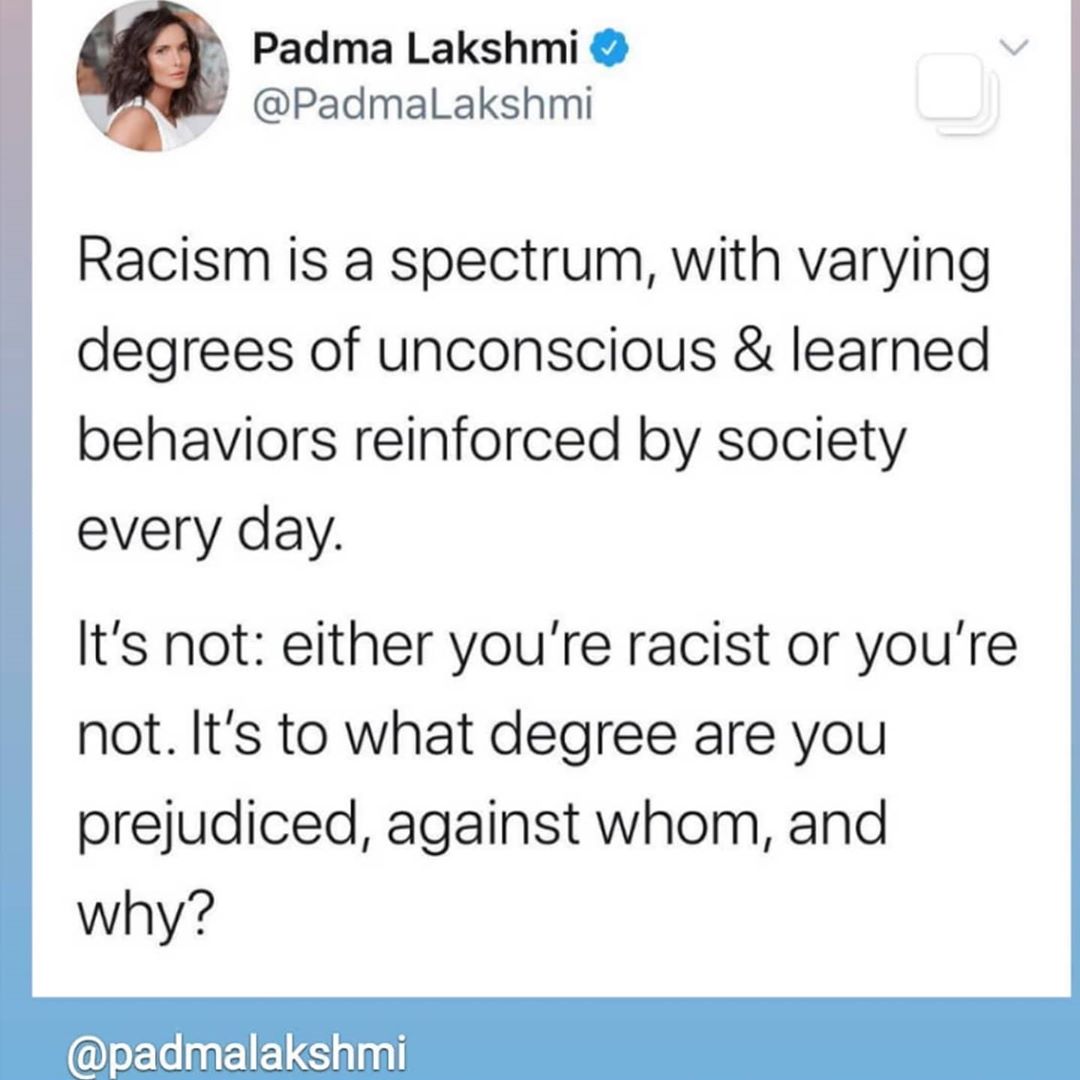 Padma Lakshmi
@PadmaLakshmi
Racism is a spectrum, with varying
degrees of unconscious & learned
behaviors reinforced by society
every day.
It's not: either you're racist or you're
not. It's to what degree are you
prejudiced, against whom, and
why?
@padmalakshmi